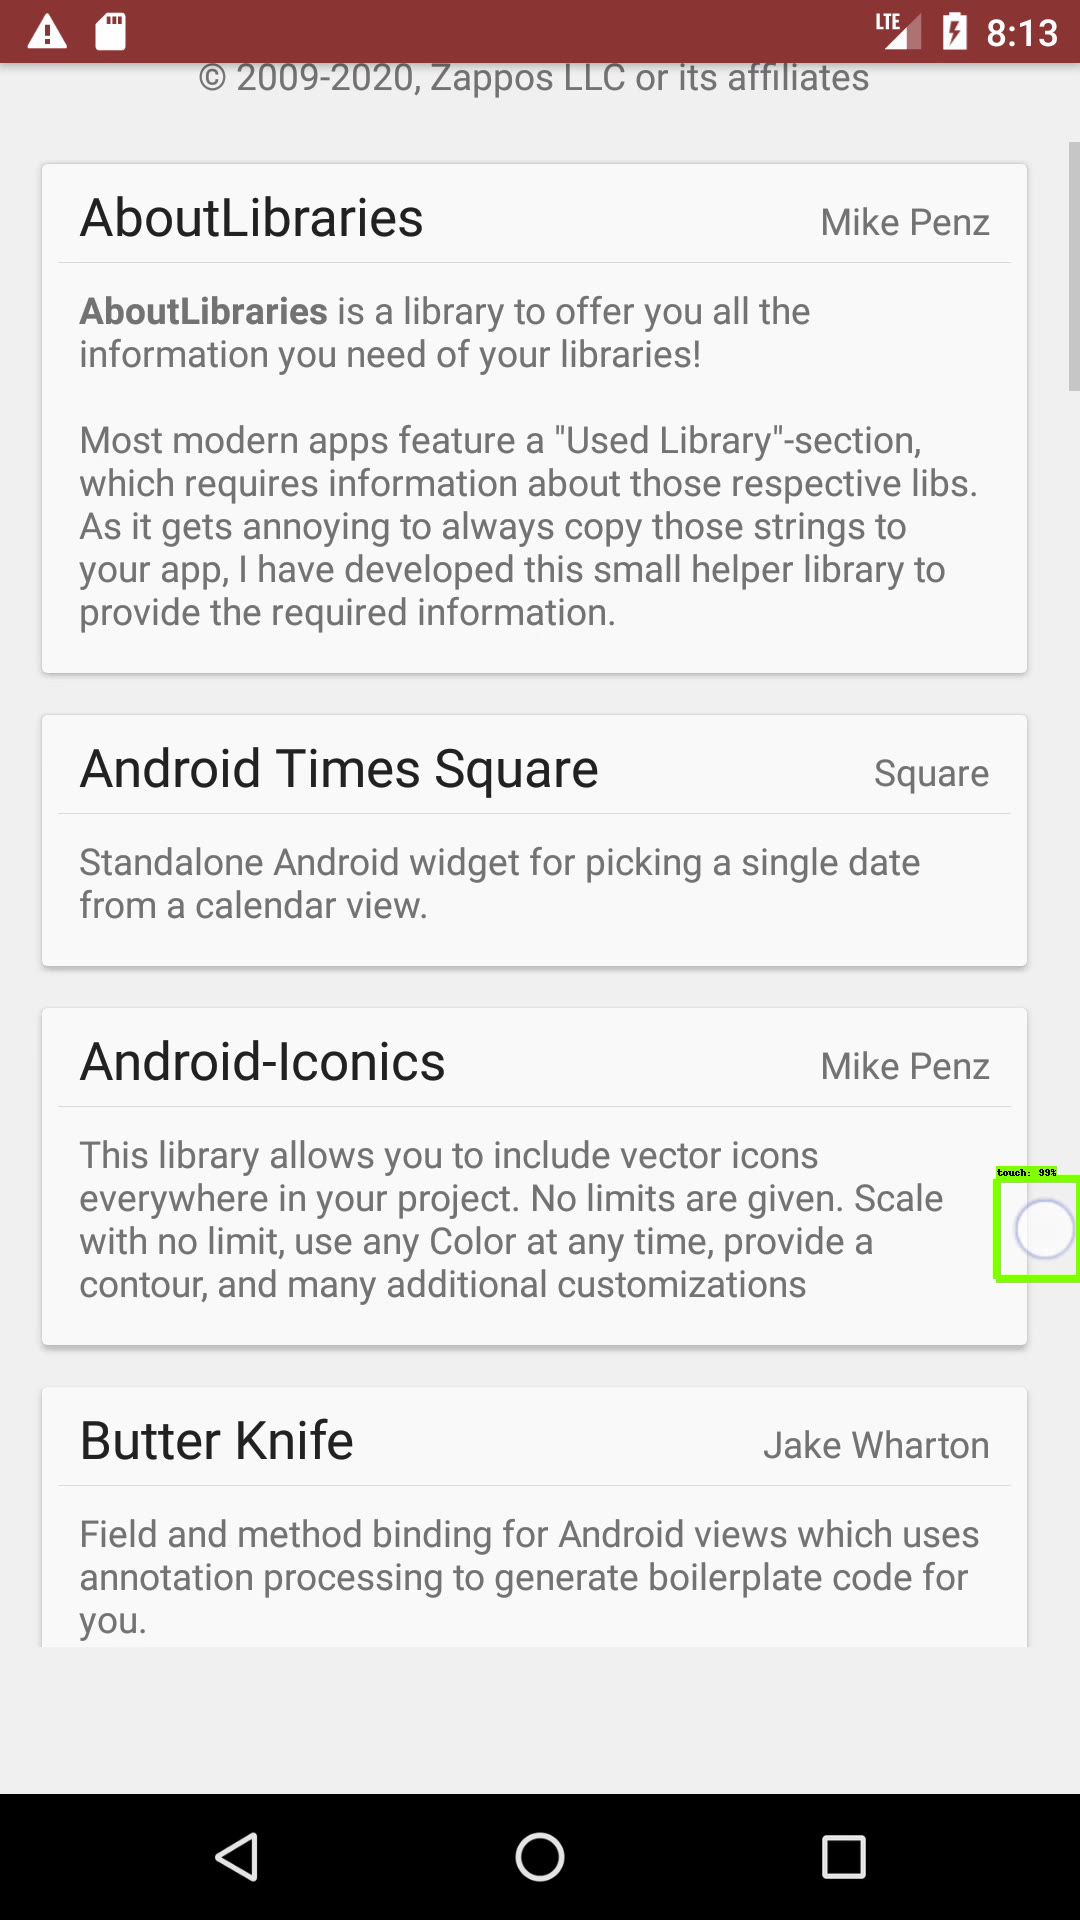 LTE 8:13
© 2009-2020, Zappos LLC or its affiliates
AboutLibraries
Mike Penz
AboutLibraries is a library to offer you all the
information you need of your libraries!
Most modern apps feature a "Used Library"-section,
which requires information about those respective libs.
As it gets annoying to always copy those strings to
your app, I have developed this small helper library to
provide the required information.
Android Times Square
Square
Standalone Android widget for picking a single date
from a calendar view.
Android-Iconics
Mike Penz
This library allows you to include vector icons
everywhere in your project. No limits are given. Scale
with no limit, use any Color at any time, provide a
contour, and many additional customizations
touch: 99%
Butter Knife
Jake Wharton
Field and method binding for Android views which uses
annotation processing to generate boilerplate code for
you.